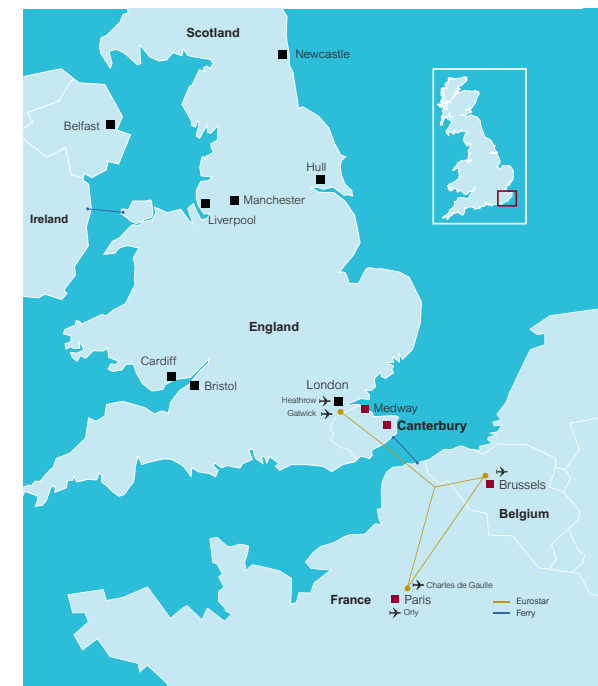 Scotland
Newcastle
Belfast
Hull
Manchester
Ireland
Liverpool
England
Cardiff
Bristol
London
Heathrow
Medway
Gatwick
Canterbury
Brussels
Belgium
Charles de Gaulle
France
Paris
Eurostar
Orly
Ferry